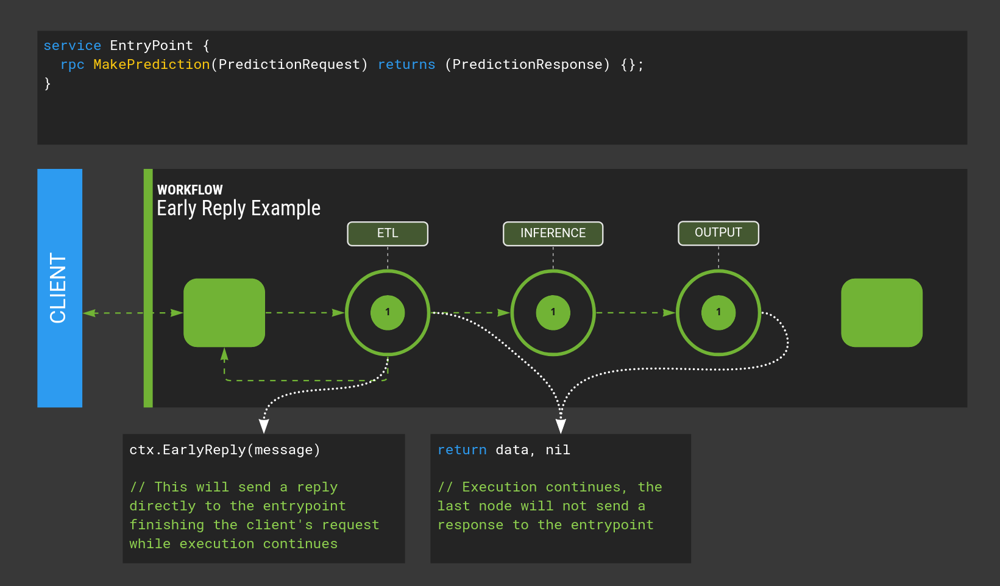 service EntryPoint {
  rpc MakePrediction(PredictionRequest) returns (PredictionResponse) {};
}
CLIENT
WORKFLOW
Early Reply Example
ETL
INFERENCE
OUTPUT
1
1
1
ctx.EarlyReply(message)
// This will send a reply
directly to the entrypoint
finishing the client's request
while execution continues
return data, nil
// Execution continues, the
last node will not send a
response to the entrypoint